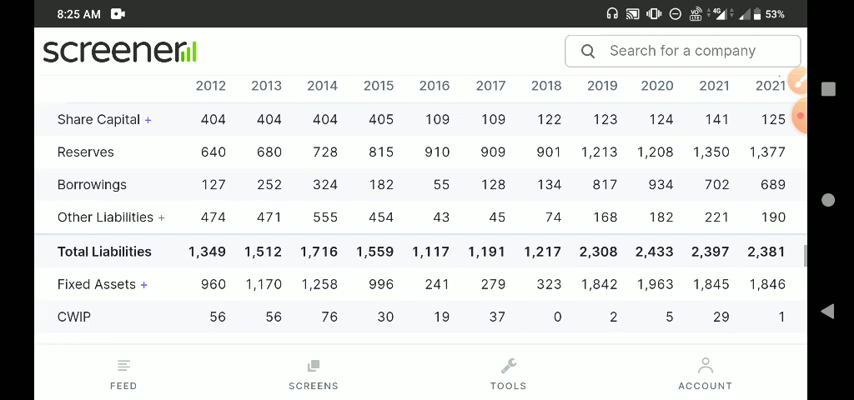 8:25 AM 4G 53%
screener Search for a company
2012 2013 2014 2015 2016 2017 2018 2019 2020 2021 2021
Share Capital + 404 404 404 405 109 109 122 123 124 141 125
Reserves 640 680 728 815 910 909 901 1,213 1,208 1,350 1,377
Borrowings 127 252 324 182 55 128 134 817 934 702 689
Other Liabilities + 474 471 555 454 43 45 74 168 182 221 190
Total Liabilities 1,349 1,512 1,716 1,559 1,117 1,191 1,217 2,308 2,433 2,397 2,381
Fixed Assets + 960 1,170 1,258 996 241 279 323 1,842 1,963 1,845 1,846
CWIP 56 56 76 30 19 37 0 2 5 29 1
FEED SCREENS TOOLS ACCOUNT